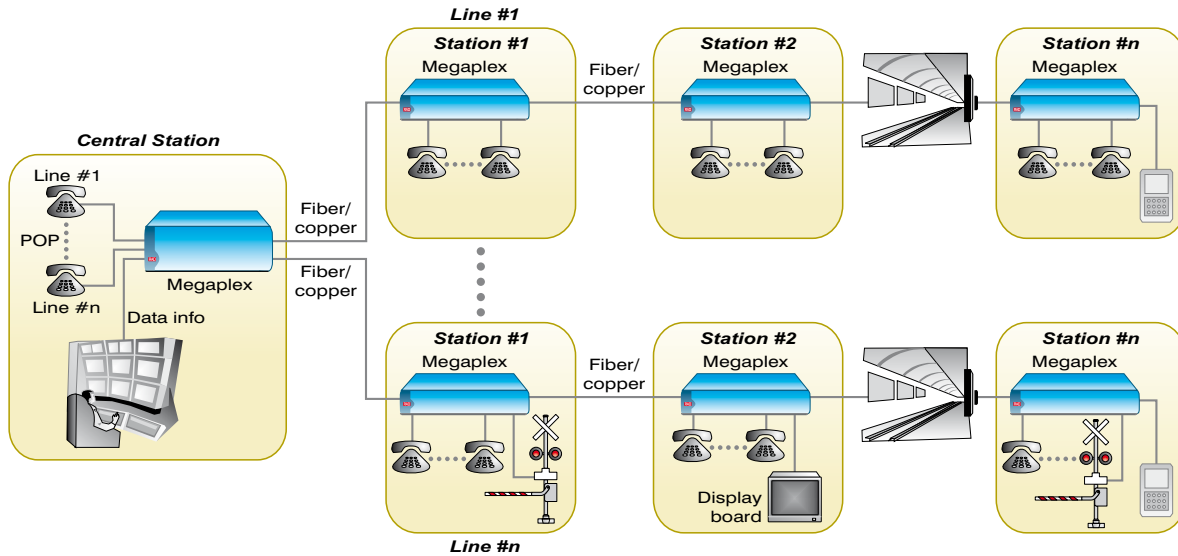 Line #1
Station #1
Megaplex
Fiber/
copper
Station #2
Megaplex
Station #n
Megaplex
Central Station
Line #1
POP
Line #n
Megaplex
Data info
Fiber/
copper
Fiber/
copper
Station #1
Megaplex
Fiber/
copper
Station #2
Megaplex
Display
board
Station #n
Megaplex
Line #n